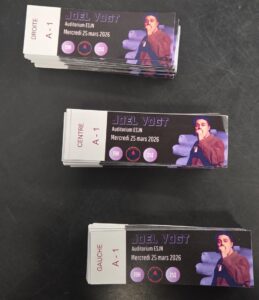 DROITE
A - 1
JOEL VOGT
Auditorium ESJN
Mercredi 25 mars 2026
CENTRE
A - 1
JOEL VOGT
Auditorium ESJN
Mercredi 25 mars 2026
GAUCHE
A - 1
JOEL VOGT
Auditorium ESJN
Mercredi 25 mars 2026